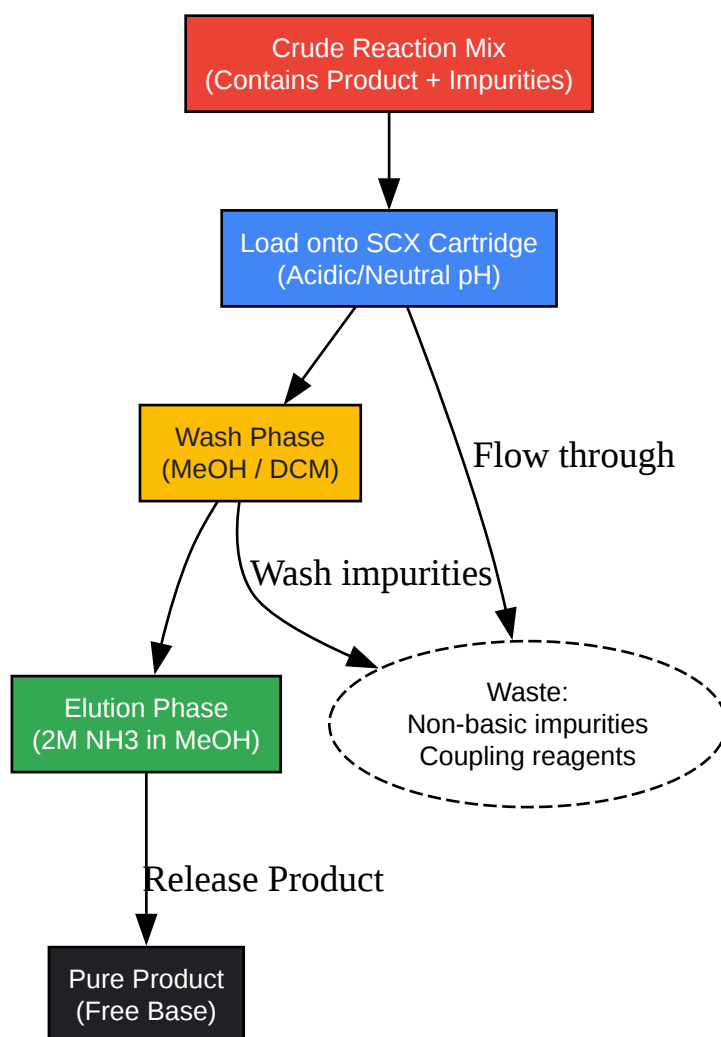 Crude Reaction Mix
(Contains Product + Impurities)
Load onto SCX Cartridge
(Acidic/Neutral pH)
Wash Phase
(MeOH / DCM)
Flow through
Wash impurities
Elution Phase
(2M NH3 in MeOH)
Waste:
Non-basic impurities
Coupling reagents
Release Product
Pure Product
(Free Base)